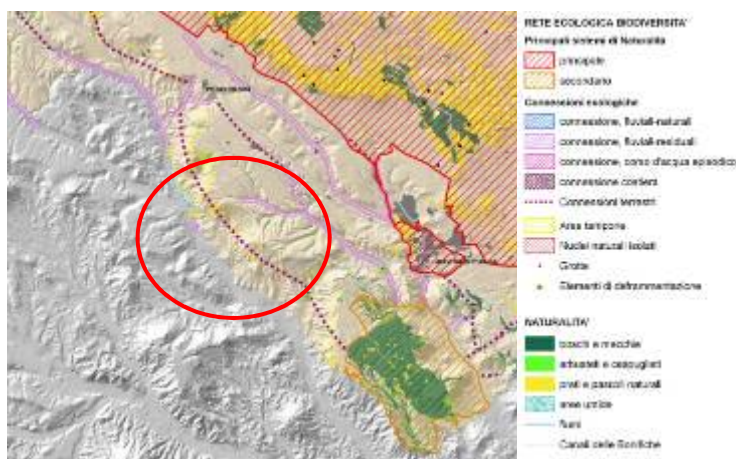 RETE ECOLOGICA BIODIVERSITA'
Principali sistemi di Naturalità
principale
secondario
Connessioni ecologiche
connessione, fluviali-naturali
connessione, fluviali-residuali
connessione, corso d'acqua episodico
connessione costieri
Connessioni terrestri
Aree tampone
Nuclei naturali isolati
Grotte
Elementi di deframmentazione
NATURALITA'
boschi e macchie
arbusteti e cespuglieti
prati e pascoli naturali
aree umide
fiumi
Canali delle Bonifiche